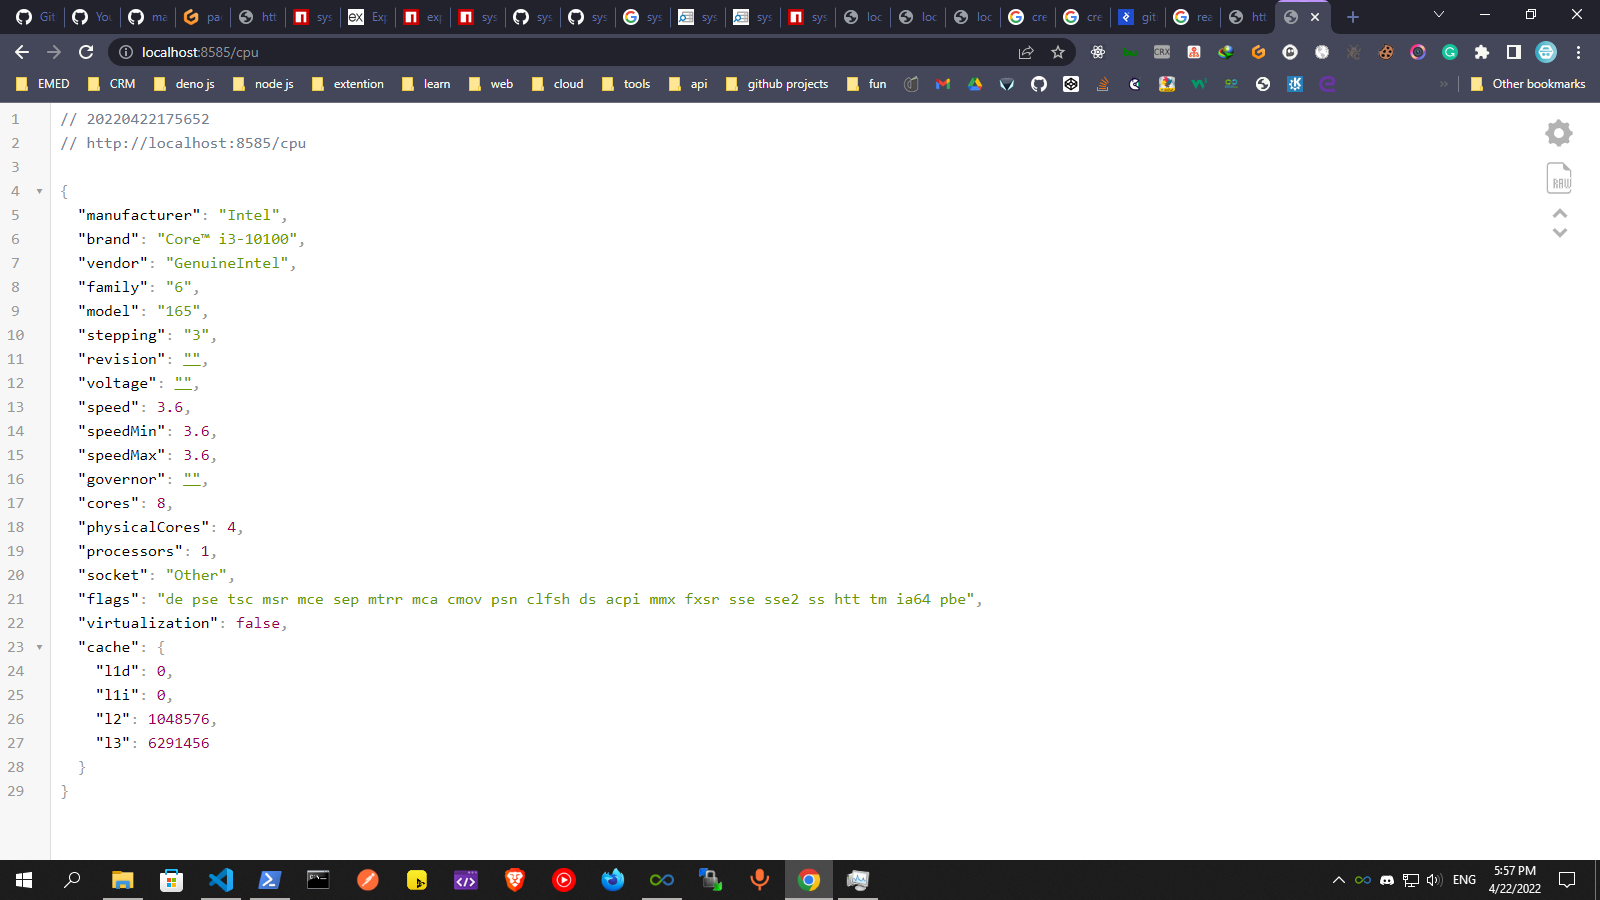 Git
You
ma
pac
htt
sys
Exp
exp
sys
sys
sys
sys
sys
sys
sys
loc
loc
loc
cre
cre
git
rea
htt
localhost:8585/cpu
EMED CRM deno js node js extention learn web cloud tools api github projects fun » Other bookmarks
1 // 20220422175652
2 // http://localhost:8585/cpu
3
4 {
5 "manufacturer": "Intel",
6 "brand": "Core™ i3-10100",
7 "vendor": "GenuineIntel",
8 "family": "6",
9 "model": "165",
10 "stepping": "3",
11 "revision": "",
12 "voltage": "",
13 "speed": 3.6,
14 "speedMin": 3.6,
15 "speedMax": 3.6,
16 "governor": "",
17 "cores": 8,
18 "physicalCores": 4,
19 "processors": 1,
20 "socket": "Other",
21 "flags": "de pse tsc msr mce sep mtrr mca cmov psn clfsh ds acpi mmx fxsr sse sse2 ss htt tm ia64 pbe",
22 "virtualization": false,
23 "cache": {
24 "l1d": 0,
25 "l1i": 0,
26 "l2": 1048576,
27 "l3": 6291456
28 }
29 }
RAW
ENG
5:57 PM
4/22/2022